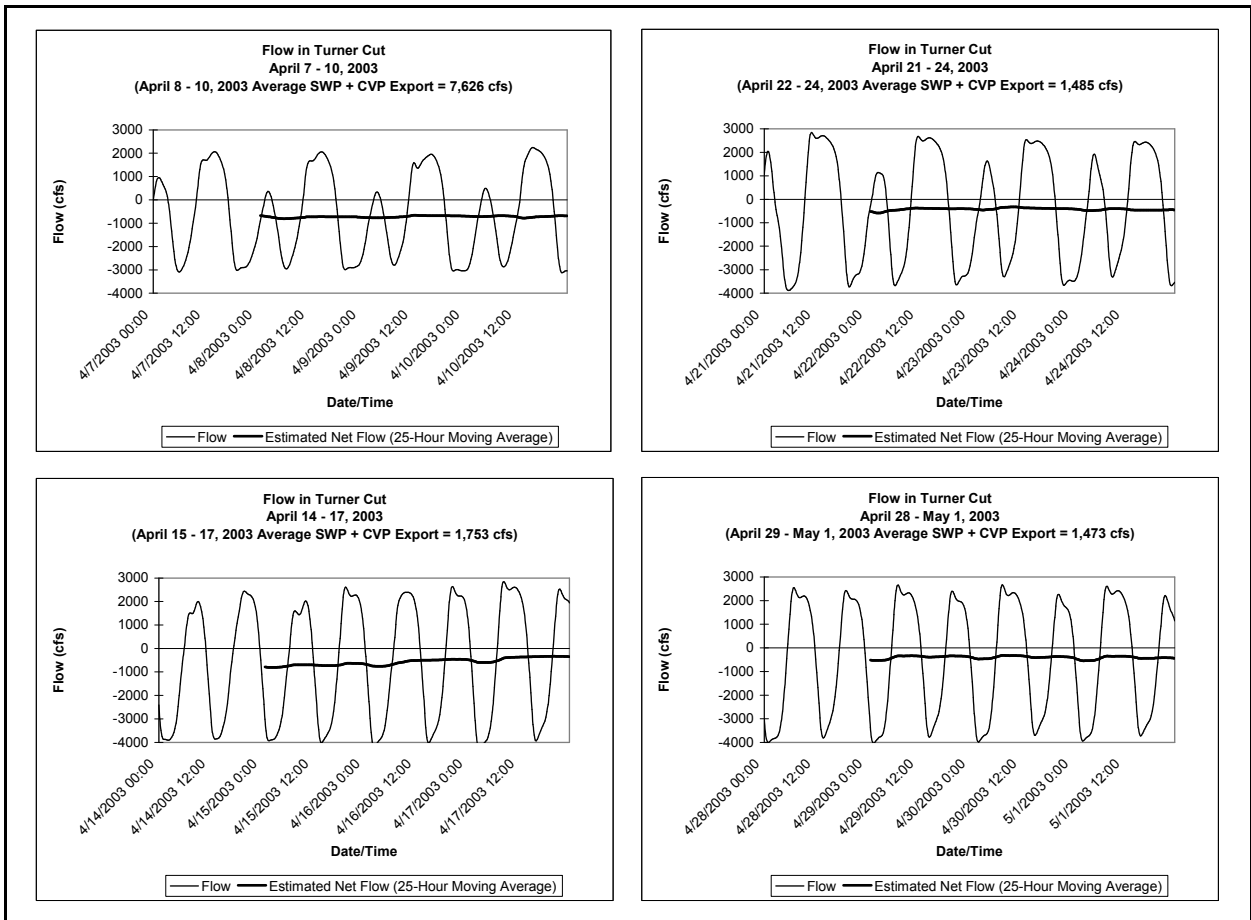 Flow in Turner Cut
April 7 - 10, 2003
(April 8 - 10, 2003 Average SWP + CVP Export = 7,626 cfs)
3000
2000
1000
0
-1000
-2000
-3000
-4000
Flow (cfs)
4/7/2003 00:00
4/7/2003 12:00
4/8/2003 0:00
4/8/2003 12:00
4/9/2003 0:00
4/9/2003 12:00
4/10/2003 0:00
4/10/2003 12:00
Date/Time
Flow
Estimated Net Flow (25-Hour Moving Average)
Flow in Turner Cut
April 21 - 24, 2003
(April 22 - 24, 2003 Average SWP + CVP Export = 1,485 cfs)
3000
2000
1000
0
-1000
-2000
-3000
-4000
Flow (cfs)
4/21/2003 00:00
4/21/2003 12:00
4/22/2003 0:00
4/22/2003 12:00
4/23/2003 0:00
4/23/2003 12:00
4/24/2003 0:00
4/24/2003 12:00
Date/Time
Flow
Estimated Net Flow (25-Hour Moving Average)
Flow in Turner Cut
April 14 - 17, 2003
(April 15 - 17, 2003 Average SWP + CVP Export = 1,753 cfs)
3000
2000
1000
0
-1000
-2000
-3000
-4000
Flow (cfs)
4/14/2003 00:00
4/14/2003 12:00
4/15/2003 0:00
4/15/2003 12:00
4/16/2003 0:00
4/16/2003 12:00
4/17/2003 0:00
4/17/2003 12:00
Date/Time
Flow
Estimated Net Flow (25-Hour Moving Average)
Flow in Turner Cut
April 28 - May 1, 2003
(April 29 - May 1, 2003 Average SWP + CVP Export = 1,473 cfs)
3000
2000
1000
0
-1000
-2000
-3000
-4000
Flow (cfs)
4/28/2003 00:00
4/28/2003 12:00
4/29/2003 0:00
4/29/2003 12:00
4/30/2003 0:00
4/30/2003 12:00
5/1/2003 0:00
5/1/2003 12:00
Date/Time
Flow
Estimated Net Flow (25-Hour Moving Average)